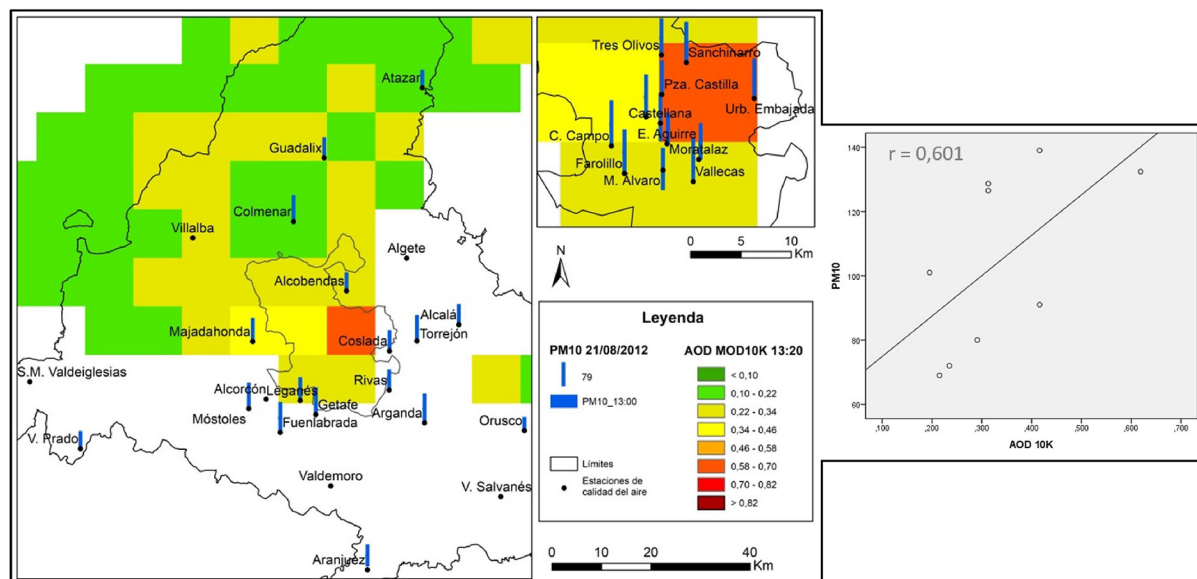 Atazar
Guadalix
Colmenar
Villalba
Algete
Alcobendas
Alcalá
Majadahonda
Torrejón
Coslada
S.M. Valdeiglesias
Rivas
Alcorcón
Leganés
Getafe
Móstoles
Arganda
Orusco
Fuenlabrada
V. Prado
Valdemoro
V. Salvanés
Aranjuez
Tres Olivos
Sanchinarro
Pza. Castilla
Urb. Embajada
Castellana
C. Campo
E. Aguirre
Moratalaz
Farolillo
M. Alvaro
Vallecas
N
0 5 10
Km
Leyenda
PM10 21/08/2012
79
PM10_13:00
Límites
Estaciones de
calidad del aire
AOD MOD10K 13:20
< 0,10
0,10 - 0,22
0,22 - 0,34
0,34 - 0,46
0,46 - 0,58
0,58 - 0,70
0,70 - 0,82
> 0,82
0 10 20 40
Km
r = 0,601
PM10
140
120
100
80
60
,100 ,200 ,300 ,400 ,500 ,600 ,700
AOD 10K